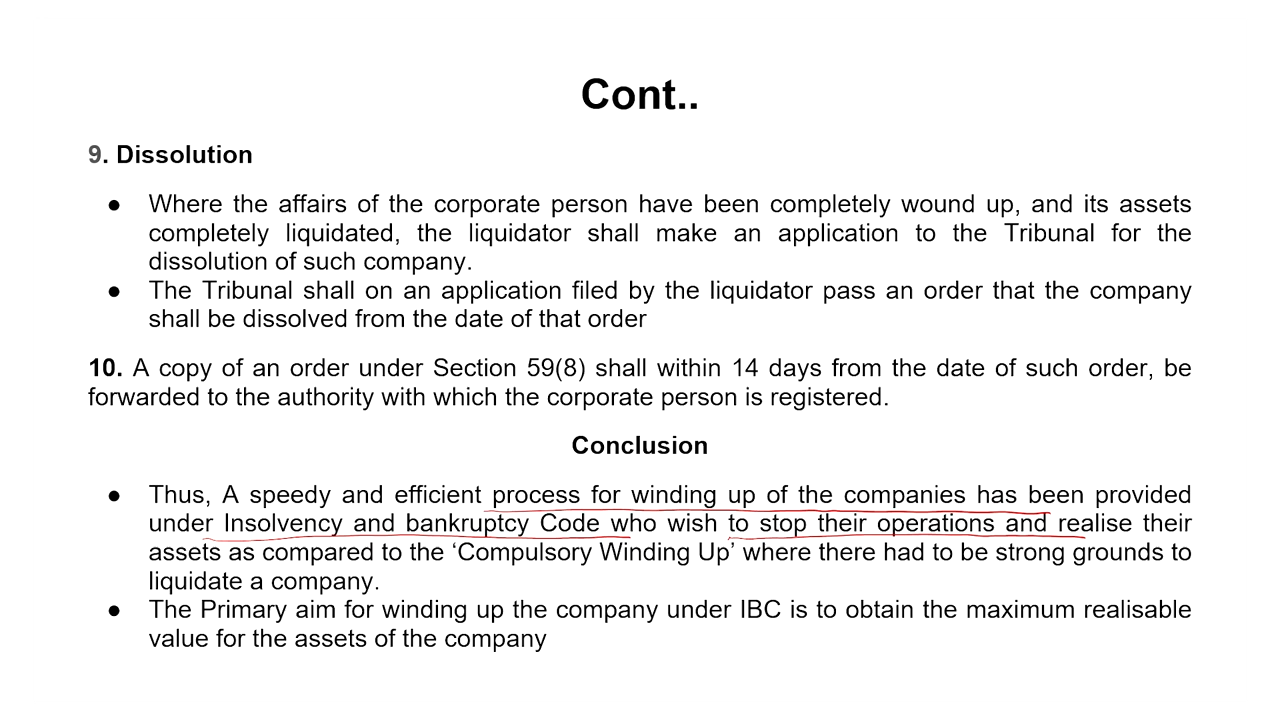 Cont..
9. Dissolution
● Where the affairs of the corporate person have been completely wound up, and its assets
completely liquidated, the liquidator shall make an application to the Tribunal for the
dissolution of such company.
● The Tribunal shall on an application filed by the liquidator pass an order that the company
shall be dissolved from the date of that order
10. A copy of an order under Section 59(8) shall within 14 days from the date of such order, be
forwarded to the authority with which the corporate person is registered.
Conclusion
● Thus, A speedy and efficient process for winding up of the companies has been provided
under Insolvency and bankruptcy Code who wish to stop their operations and realise their
assets as compared to the ‘Compulsory Winding Up’ where there had to be strong grounds to
liquidate a company.
● The Primary aim for winding up the company under IBC is to obtain the maximum realisable
value for the assets of the company